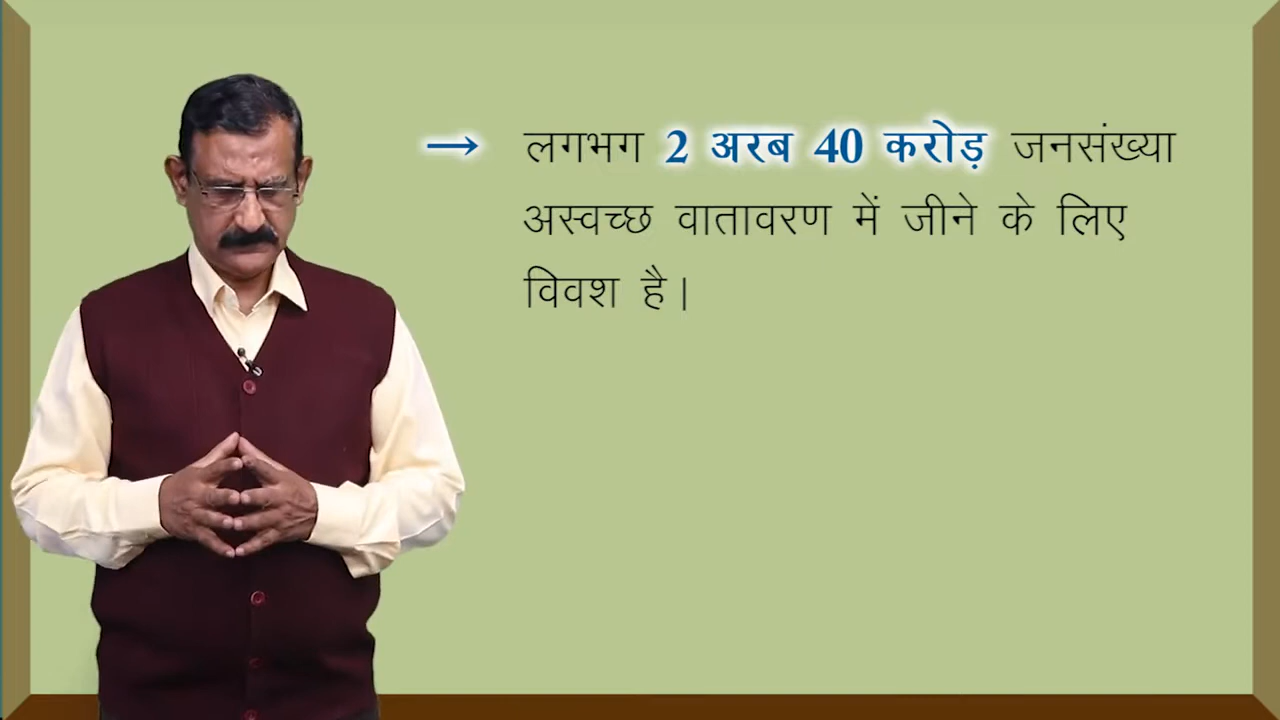 → लगभग 2 अरब 40 करोड़ जनसंख्या
अस्वच्छ वातावरण में जीने के लिए
विवश है।